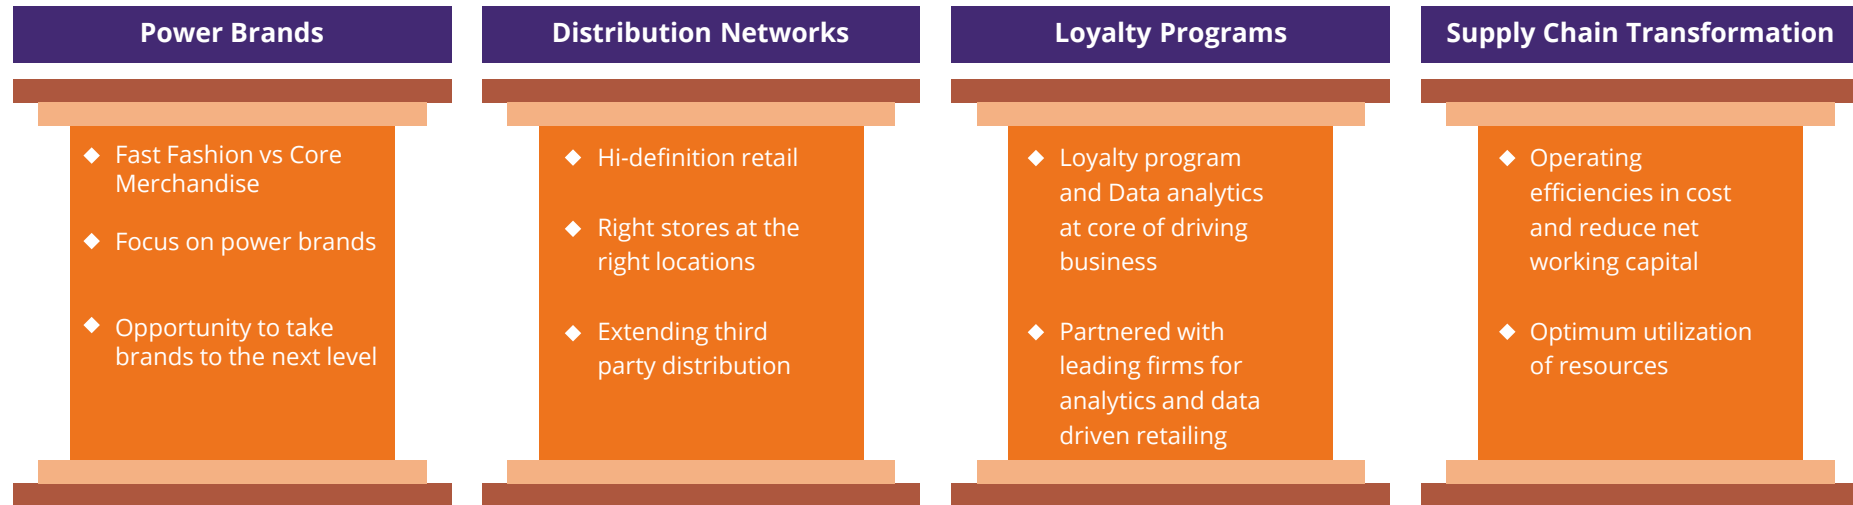 Power Brands
Fast Fashion vs Core
Merchandise
Focus on power brands
Opportunity to take
brands to the next level
Distribution Networks
Hi-definition retail
Right stores at the
right locations
Extending third
party distribution
Loyalty Programs
Loyalty program
and Data analytics
at core of driving
business
Partnered with
leading firms for
analytics and data
driven retailing
Supply Chain Transformation
Operating
efficiencies in cost
and reduce net
working capital
Optimum utilization
of resources